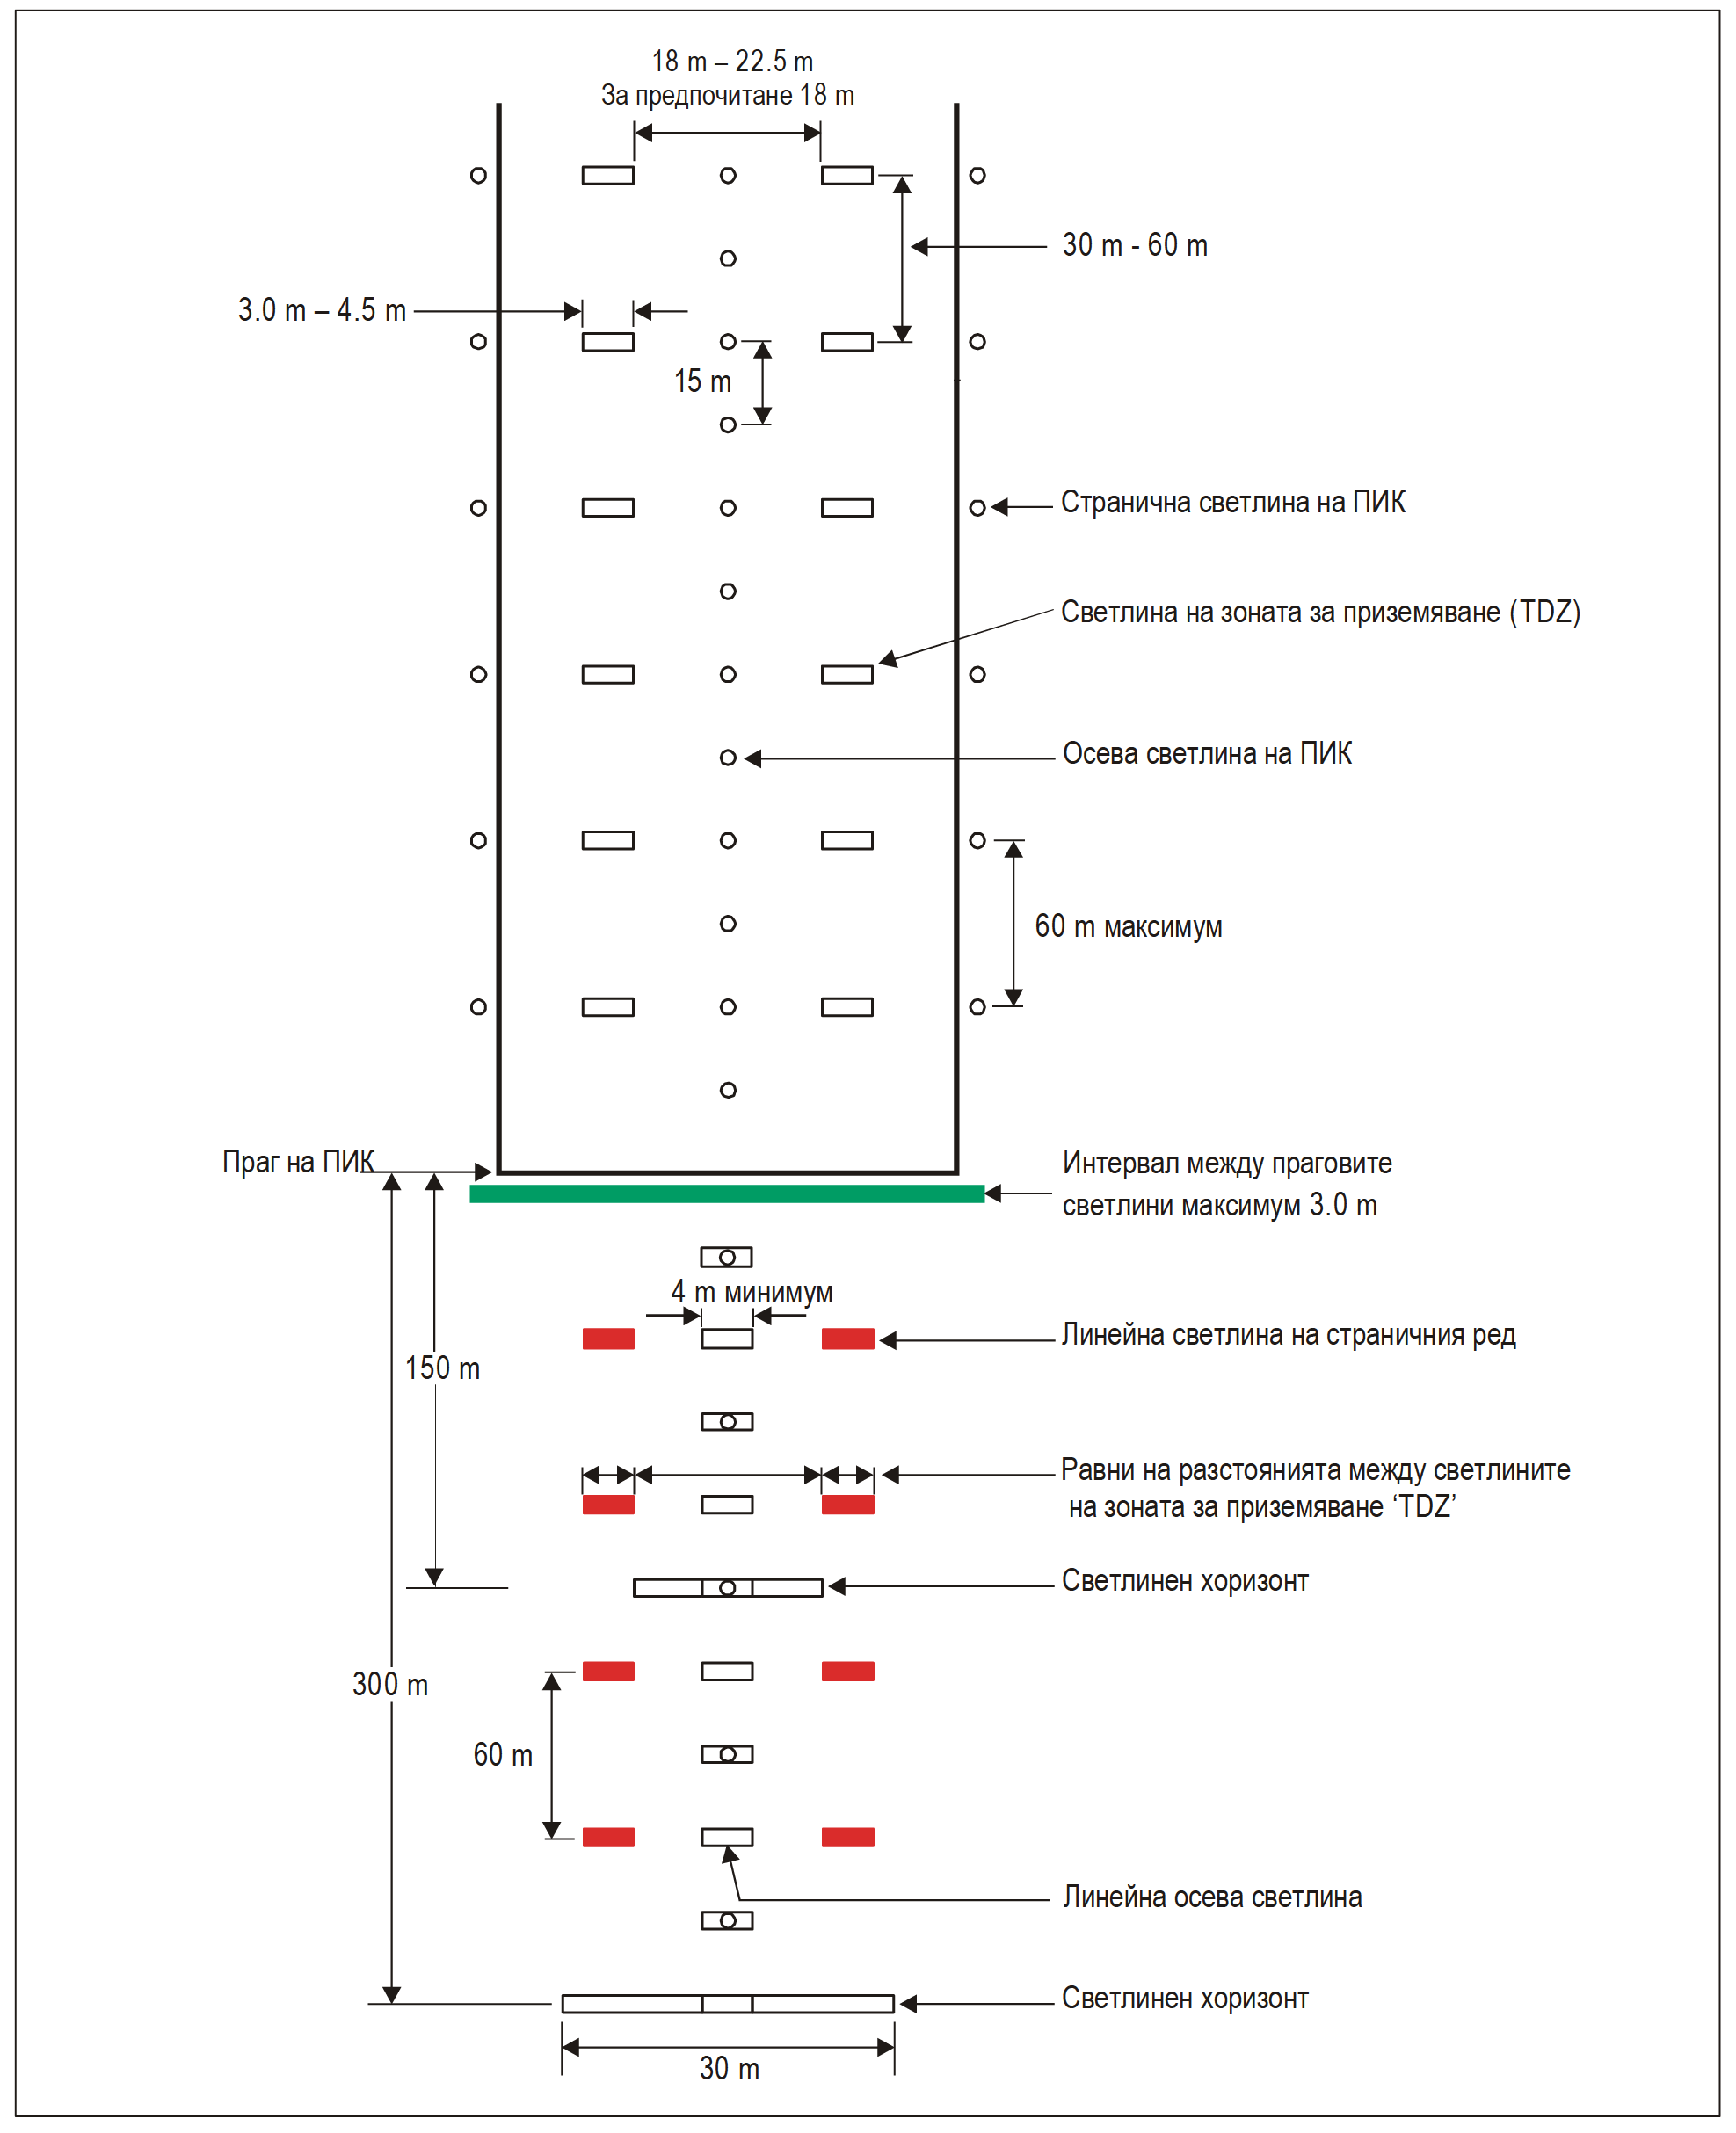 18 m – 22.5 m
За предпочитане 18 m
30 m - 60 m
3.0 m – 4.5 m
15 m
Странична светлина на ПИК
Светлина на зоната за приземяване (TDZ)
Осева светлина на ПИК
60 m максимум
Праг на ПИК
Интервал между праговите
светлини максимум 3.0 m
4 m минимум
Линейна светлина на страничния ред
150 m
Равни на разстоянията между светлините
на зоната за приземяване ‘TDZ’
Светлинен хоризонт
300 m
60 m
Линейна осева светлина
Светлинен хоризонт
30 m